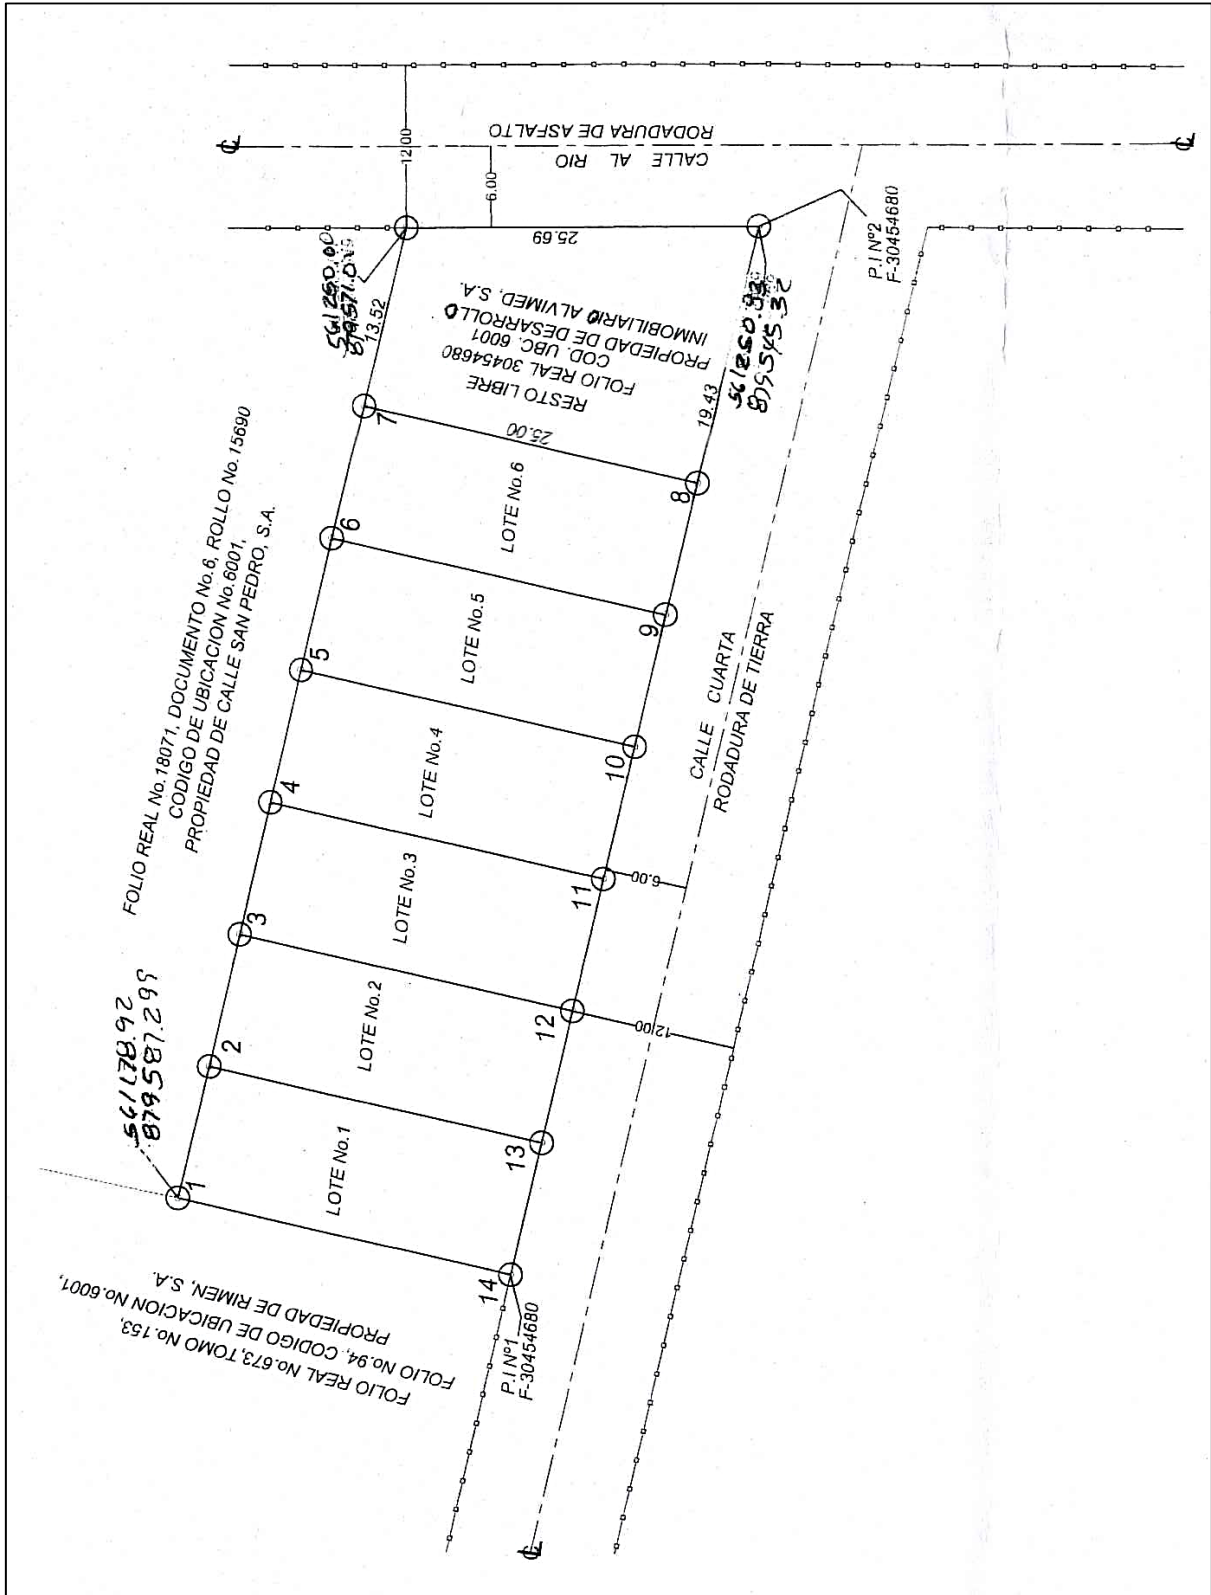 561178.92
879587.299
FOLIO REAL No.18071, DOCUMENTO No.6, ROLLO No.15690
CODIGO DE UBICACION No.6001,
PROPIEDAD DE CALLE SAN PEDRO, S.A.
13.52
12.00
6.00
CALLE AL RIO
RODADURA DE ASFALTO
25.69
FOLIO REAL No.673,TOMO No.153,
FOLIO No.94, CODIGO DE UBICACION No.6001,
PROPIEDAD DE RIMEN, S.A.
1
2
3
4
5
6
7
LOTE No.1
LOTE No.2
LOTE No.3
LOTE No.4
LOTE No.5
LOTE No.6
25.00
RESTO LIBRE
FOLIO REAL 30454680
COD. UBC. 6001
PROPIEDAD DE DESARROLLO
INMOBILIARIO ALVIMED, S.A.
14
13
12
11
10
9
8
19.43
879.545.32
P.I Nº1
F-30454680
P.I Nº2
F-30454680
6.00
12.00
CALLE CUARTA
RODADURA DE TIERRA